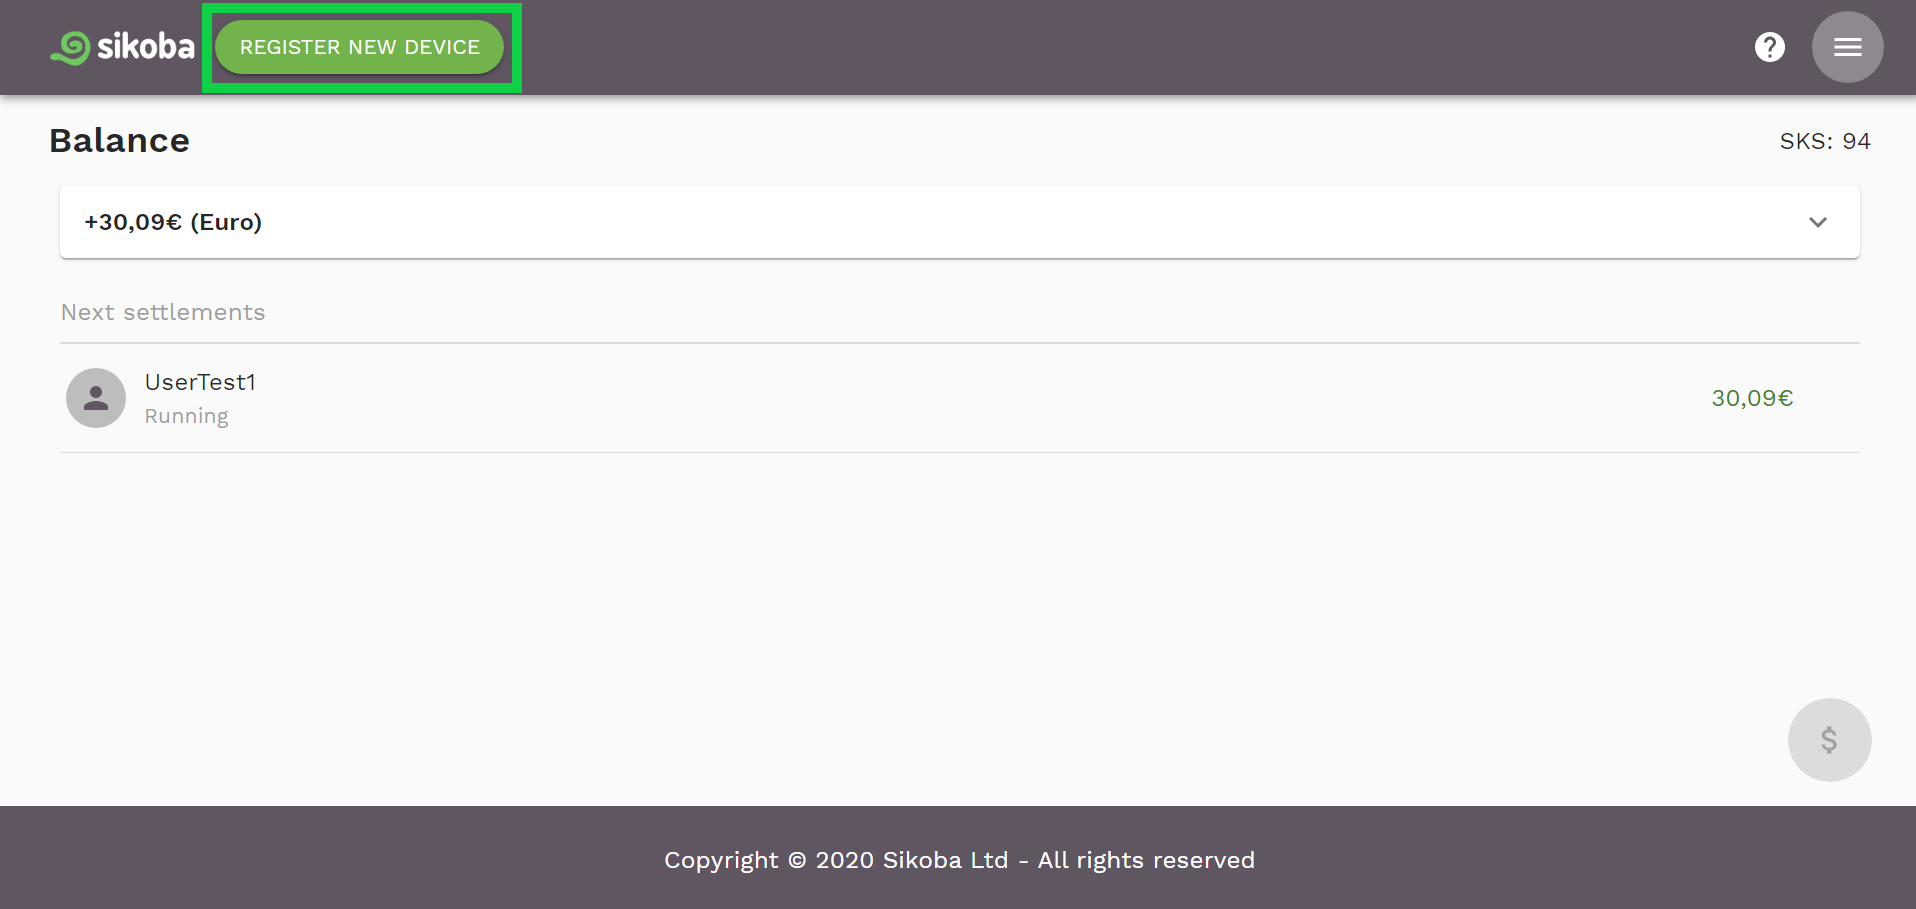 sikoba
REGISTER NEW DEVICE
?
Balance
SKS: 94
+30,09€ (Euro)
Next settlements
UserTest1
Running
30,09€
$
Copyright © 2020 Sikoba Ltd - All rights reserved